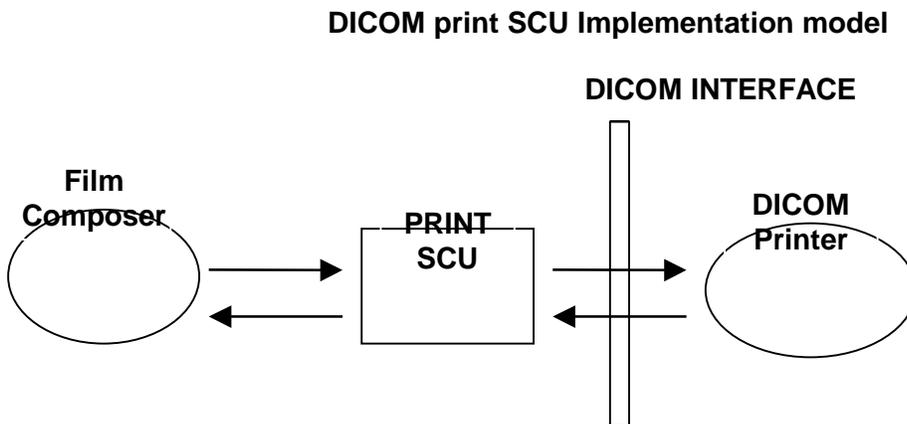 DICOM print SCU Implementation model
DICOM INTERFACE
Film
Composer
PRINT
SCU
DICOM
Printer